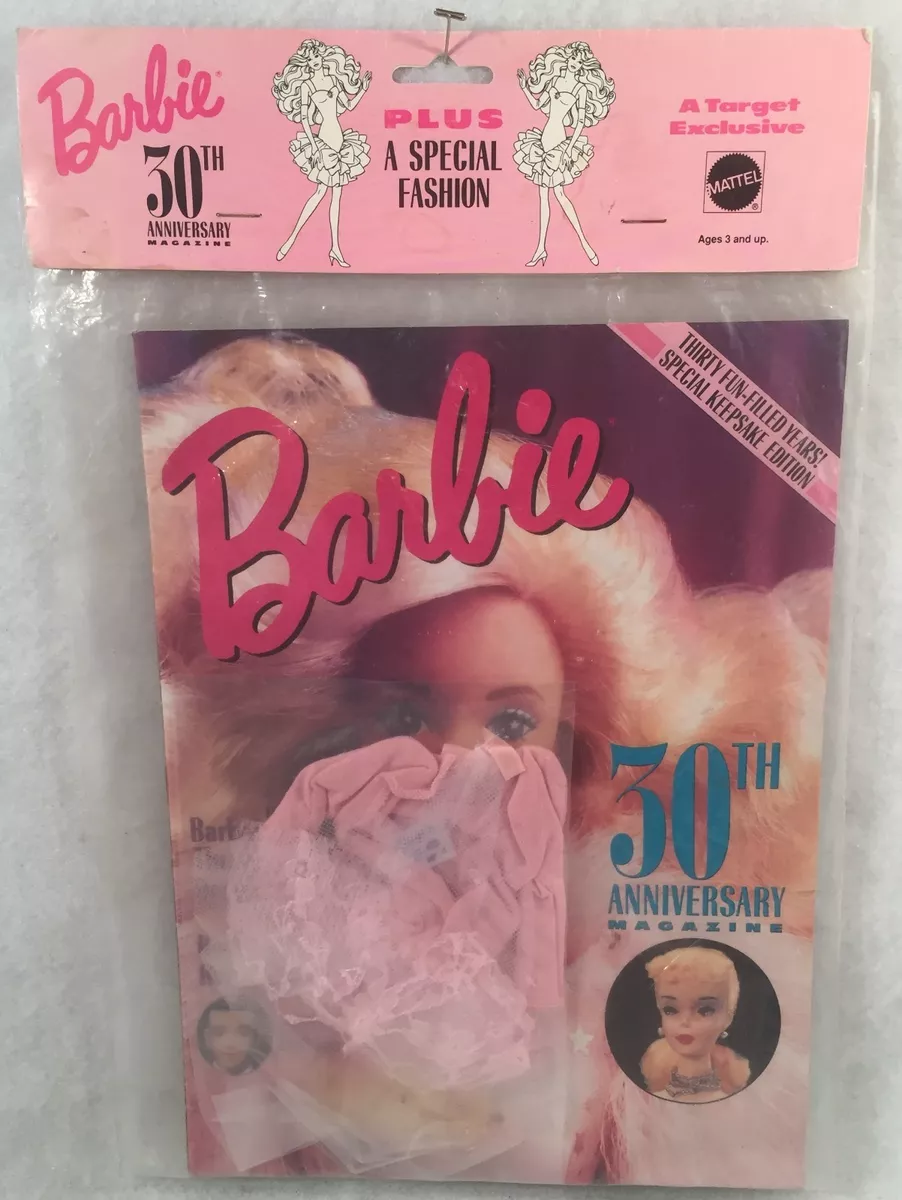 Barbie®
30TH
ANNIVERSARY
MAGAZINE
PLUS
A SPECIAL
FASHION
A Target
Exclusive
MATTEL
®
Ages 3 and up.
THIRTY FUN-FILLED YEARS!
SPECIAL KEEPSAKE EDITION
Barbie
30TH
ANNIVERSARY
MAGAZINE